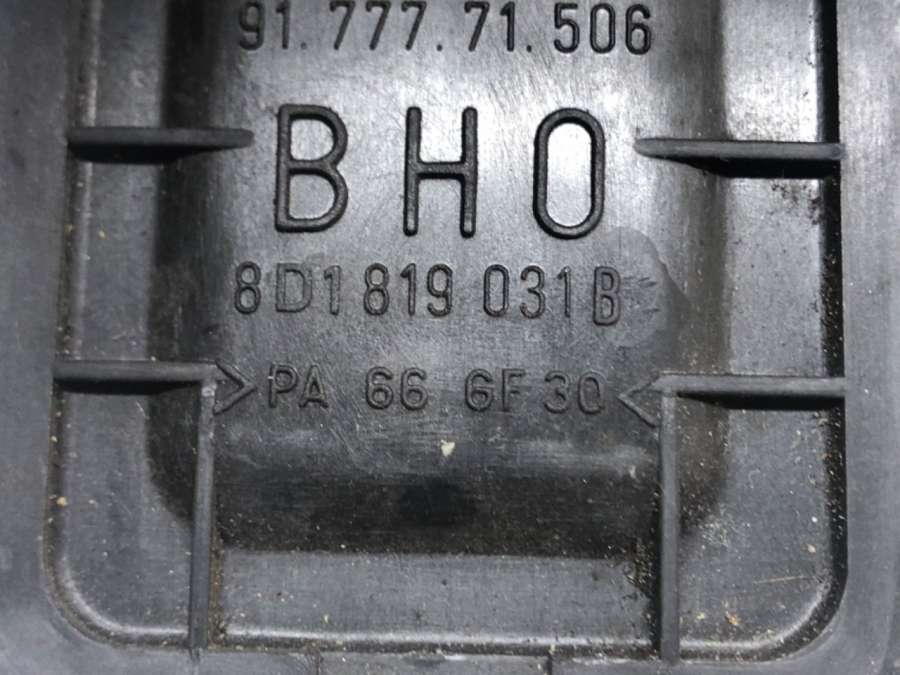 91.777.71.506
BHO
8D1 819 031 B
>PA 66 GF 30<